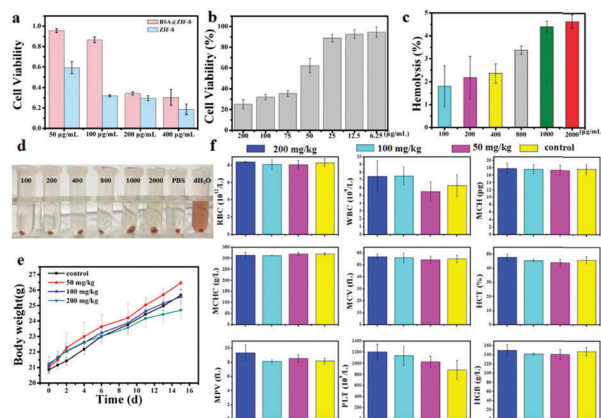 a
BSA@ZIF-8
ZIF-8
Cell Viability
1.0
0.8
0.6
0.4
0.2
0.0
50 μg/mL 100 μg/mL 200 μg/mL 400 μg/mL
b
Cell Viability (%)
120
100
80
60
40
20
0
200 100 75 50 25 12.5 6.25 (μg/mL)
c
Hemolysis (%)
5
4
3
2
1
0
100 200 400 800 1000 2000 (μg/mL)
d
100 200 400 800 1000 2000 PBS dH2O
e
control
50 mg/kg
100 mg/kg
200 mg/kg
Body weight(g)
27
26
25
24
23
22
21
0 2 4 6 8 10 12 14 16
Time (d)
f
200 mg/kg 100 mg/kg 50 mg/kg control
RBC (10¹²/L)
WBC (10⁹/L)
MCH (pg)
MCHC (g/L)
MCV (fL)
HCT (%)
MPV (fL)
PLT (10⁹/L)
HGB (g/L)